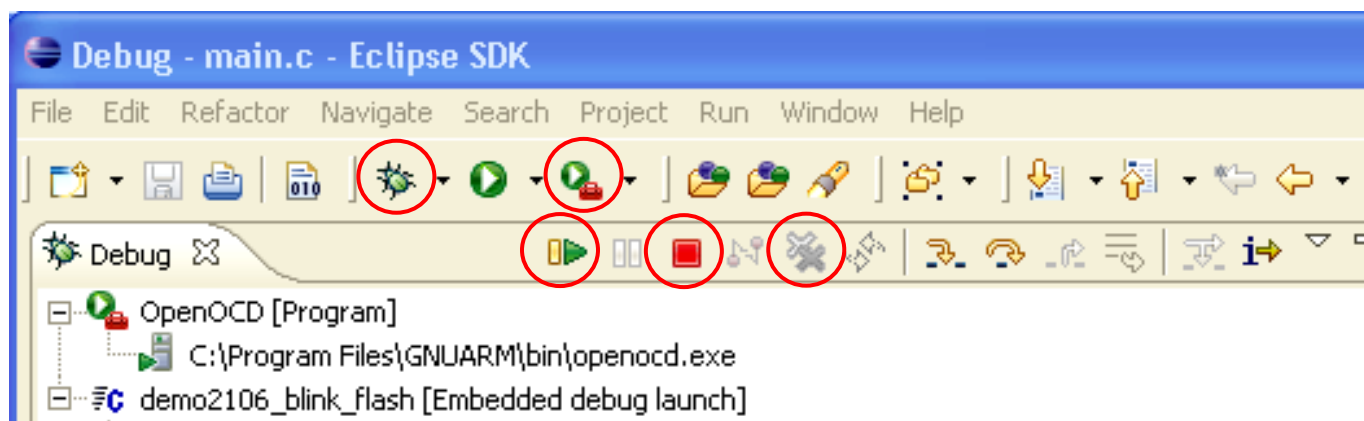 Debug - main.c - Eclipse SDK
File Edit Refactor Navigate Search Project Run Window Help
010
Debug
OpenOCD [Program]
C:\Program Files\GNUARM\bin\openocd.exe
demo2106_blink_flash [Embedded debug launch]